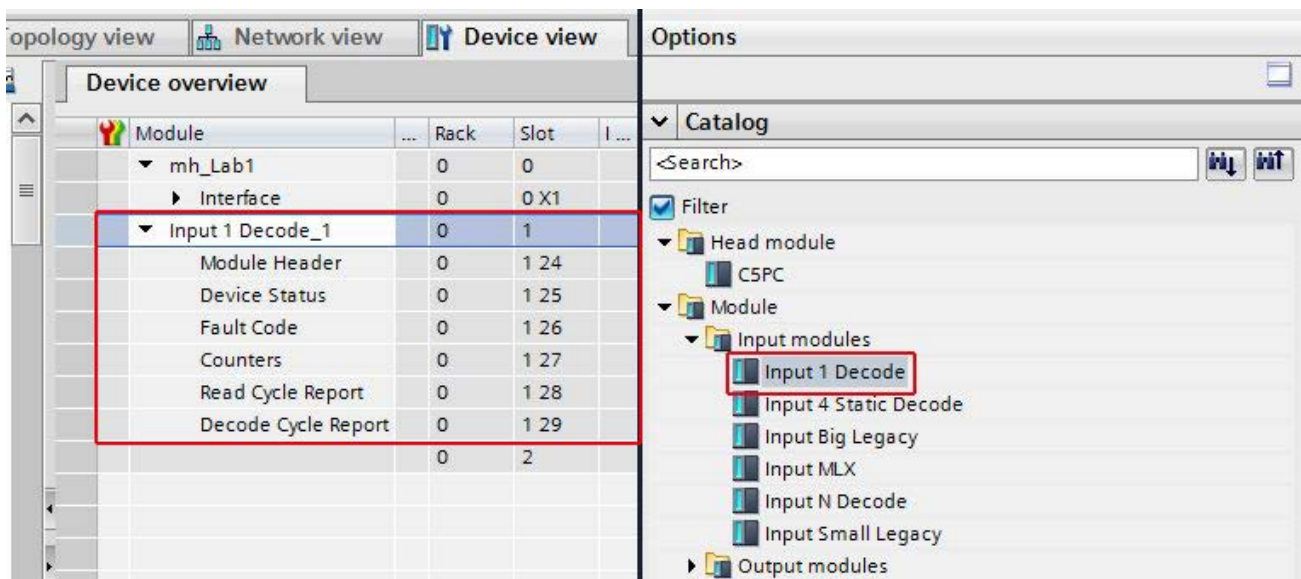 Topology view Network view Device view
Device overview
Module ... Rack Slot I ...
mh_Lab1 0 0
Interface 0 0 X1
Input 1 Decode_1 0 1
Module Header 0 1 24
Device Status 0 1 25
Fault Code 0 1 26
Counters 0 1 27
Read Cycle Report 0 1 28
Decode Cycle Report 0 1 29
0 2
Options
Catalog
<Search>
Filter
Head module
C5PC
Module
Input modules
Input 1 Decode
Input 4 Static Decode
Input Big Legacy
Input MLX
Input N Decode
Input Small Legacy
Output modules